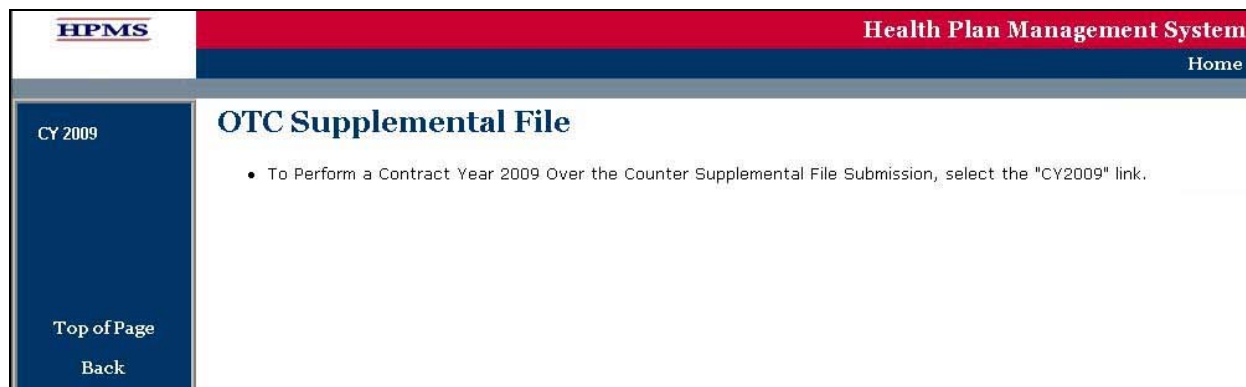 HPMS
Health Plan Management System
Home
CY 2009
OTC Supplemental File
• To Perform a Contract Year 2009 Over the Counter Supplemental File Submission, select the "CY2009" link.
Top of Page
Back